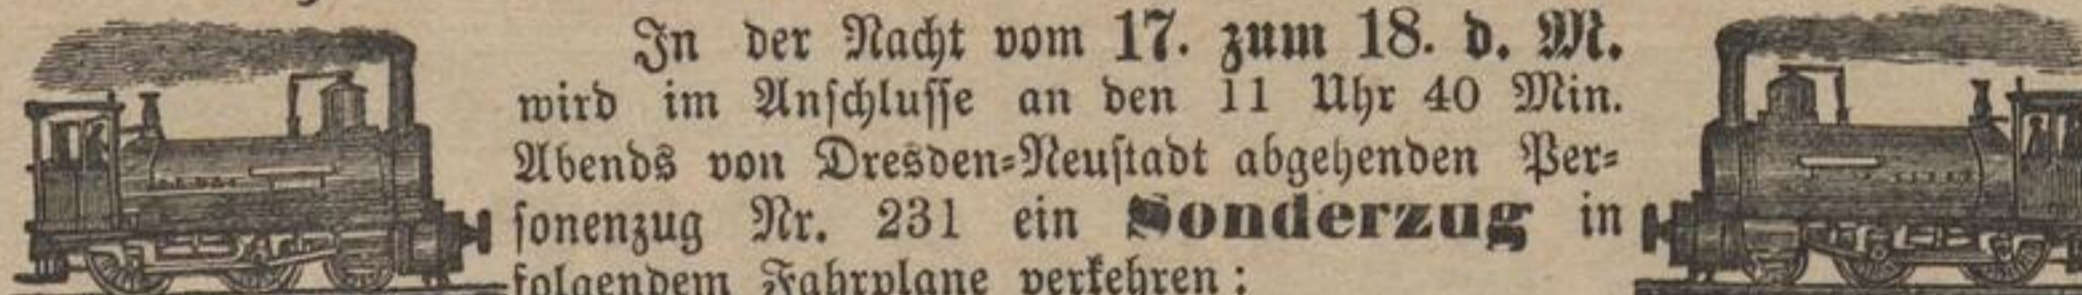 In der Nacht vom 17. zum 18. d. M.
wird im Anschlusse an den 11 Uhr 40 Min.
Abends von Dresden-Neustadt abgehenden Per-
sonenzug Nr. 231 ein Sonderzug in
folgendem Fahrplane verkehren: